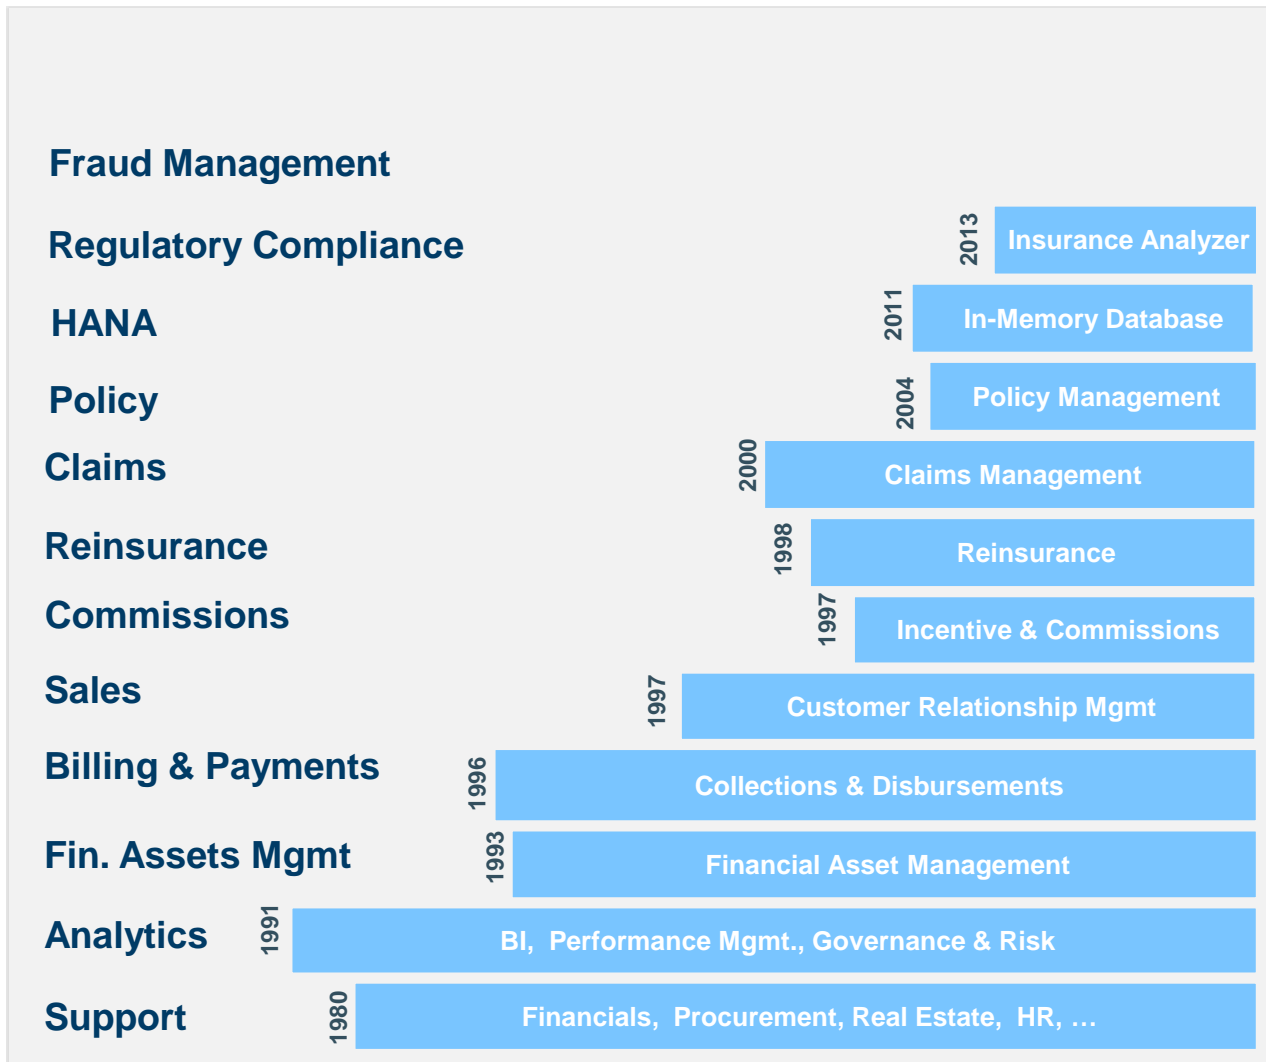 Fraud Management
Regulatory Compliance
2013
Insurance Analyzer
HANA
2011
In-Memory Database
Policy
2004
Policy Management
Claims
2000
Claims Management
Reinsurance
1998
Reinsurance
Commissions
1997
Incentive & Commissions
Sales
1997
Customer Relationship Mgmt
Billing & Payments
1996
Collections & Disbursements
Fin. Assets Mgmt
1993
Financial Asset Management
Analytics
1991
BI, Performance Mgmt., Governance & Risk
Support
1980
Financials, Procurement, Real Estate, HR, …